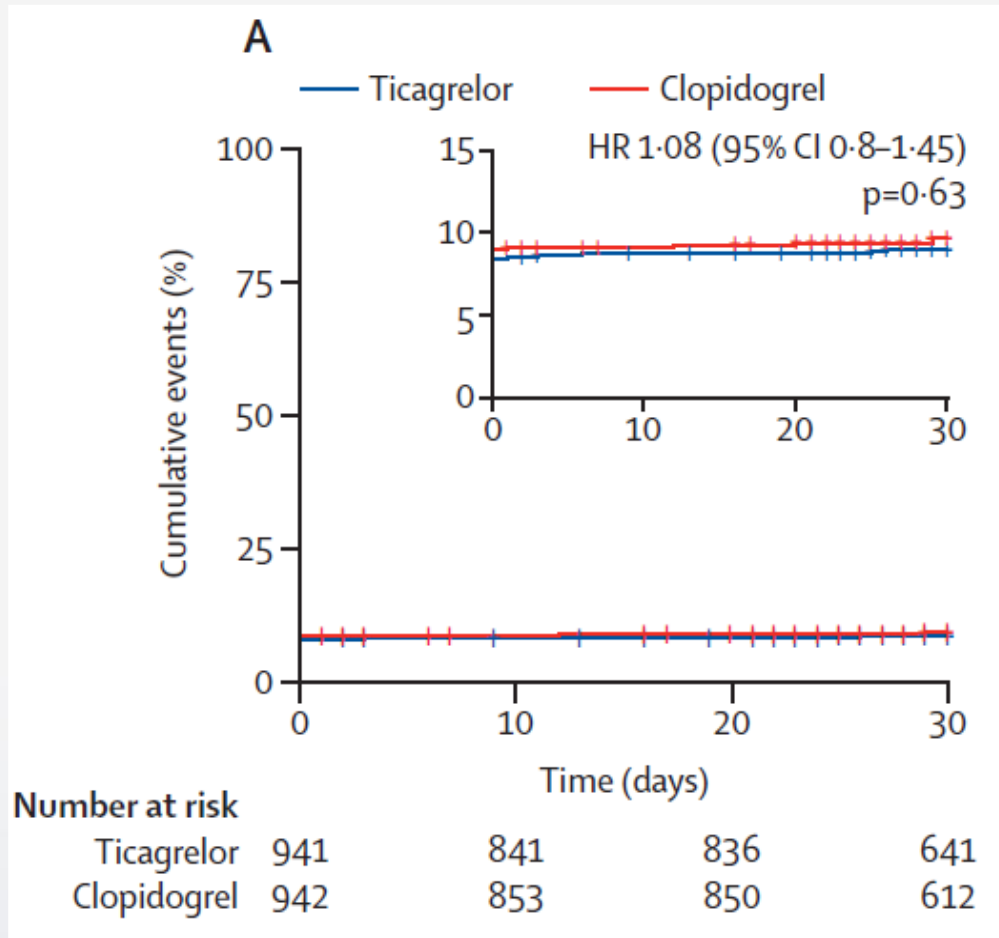 A
Ticagrelor Clopidogrel
HR 1·08 (95% CI 0·8–1·45)
p=0·63
15
10
5
0
0 10 20 30
100
75
50
25
0
Cumulative events (%)
0 10 20 30
Time (days)
Number at risk
Ticagrelor 941 841 836 641
Clopidogrel 942 853 850 612